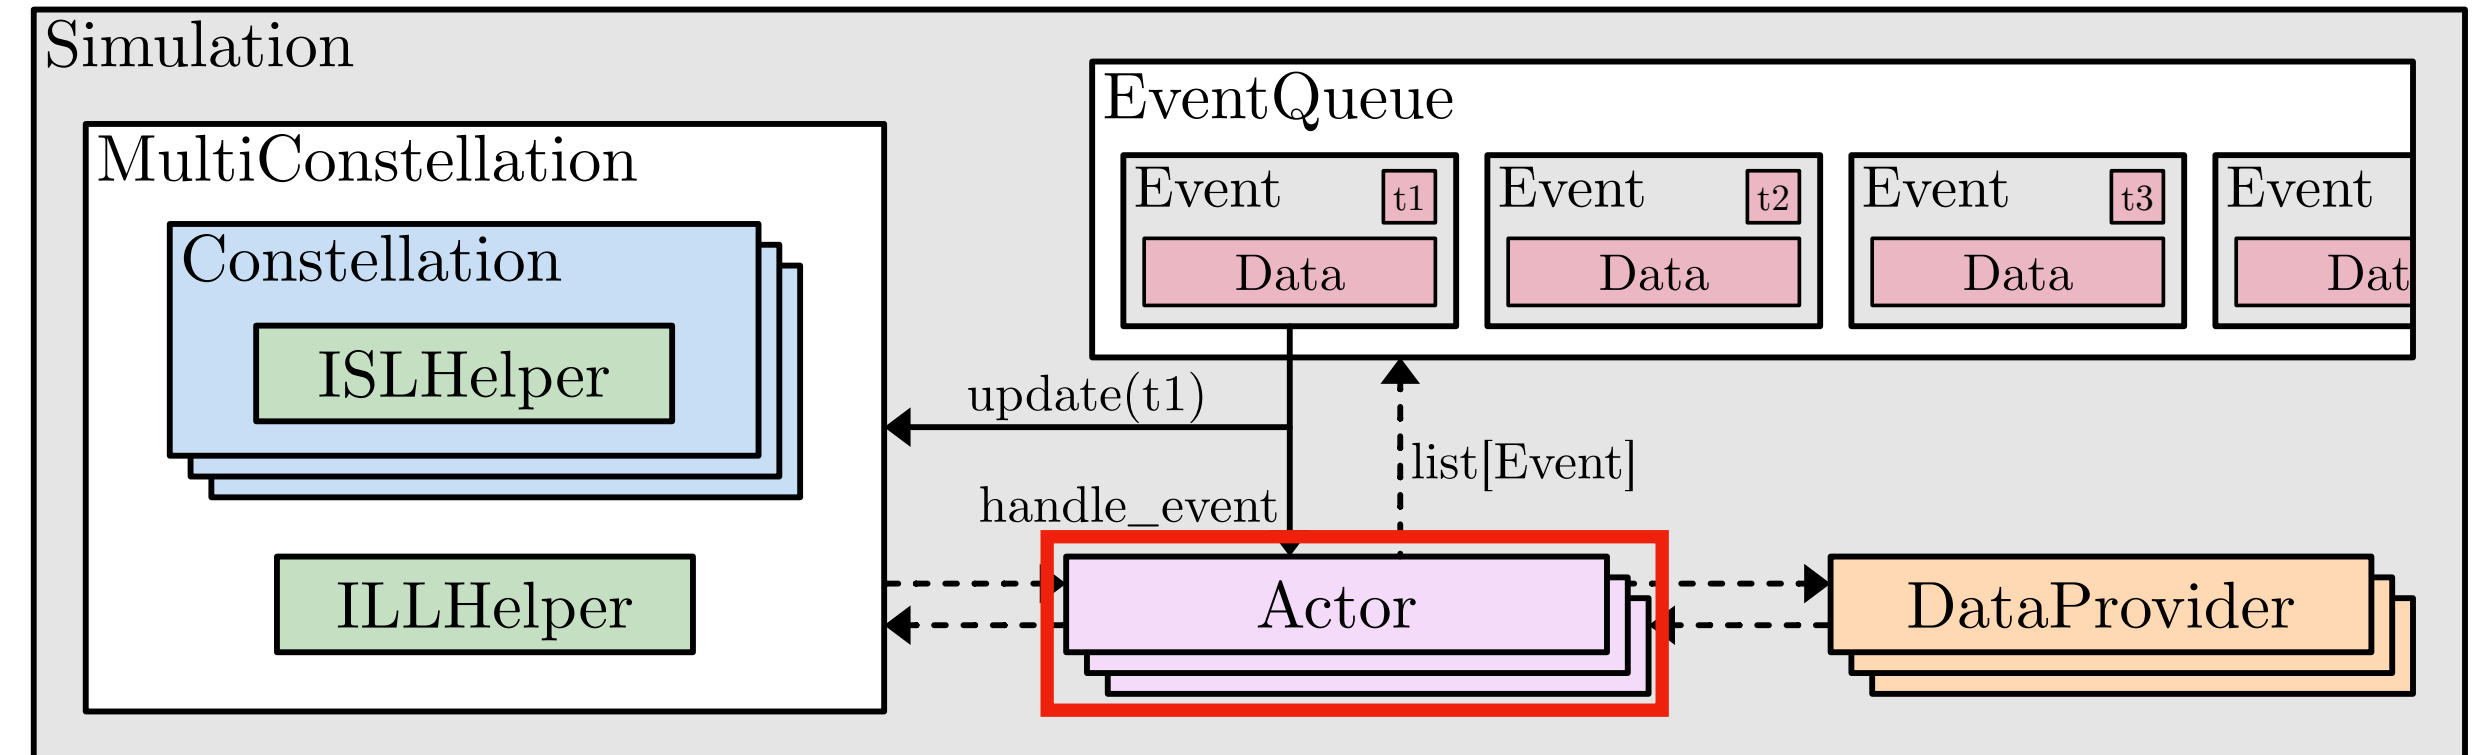 Simulation
EventQueue
MultiConstellation
Event t1
Event t2
Event t3
Event
Data
Data
Data
Dat
Constellation
ISLHelper
update(t1)
list[Event]
handle_event
ILLHelper
Actor
DataProvider